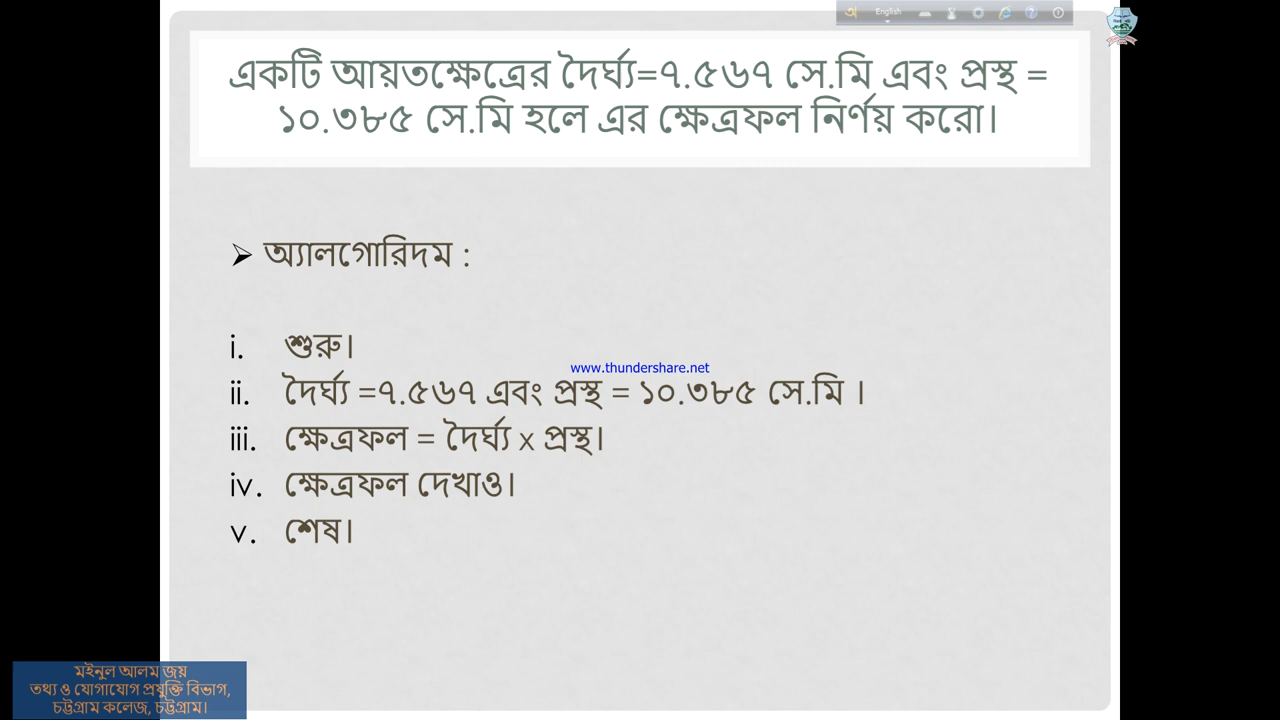 English
একটি আয়তক্ষেত্রের দৈর্ঘ্য=৭.৫৬৭ সে.মি এবং প্রস্থ =
১০.৩৮৫ সে.মি হলে এর ক্ষেত্রফল নির্ণয় করো।
➢ অ্যালগোরিদম :
i. শুরু।
www.thundershare.net
ii. দৈর্ঘ্য =৭.৫৬৭ এবং প্রস্থ = ১০.৩৮৫ সে.মি ।
iii. ক্ষেত্রফল = দৈর্ঘ্য x প্রস্থ।
iv. ক্ষেত্রফল দেখাও।
v. শেষ।
মইনুল আলম জয়
তথ্য ও যোগাযোগ প্রযুক্তি বিভাগ,
চট্টগ্রাম কলেজ, চট্টগ্রাম।